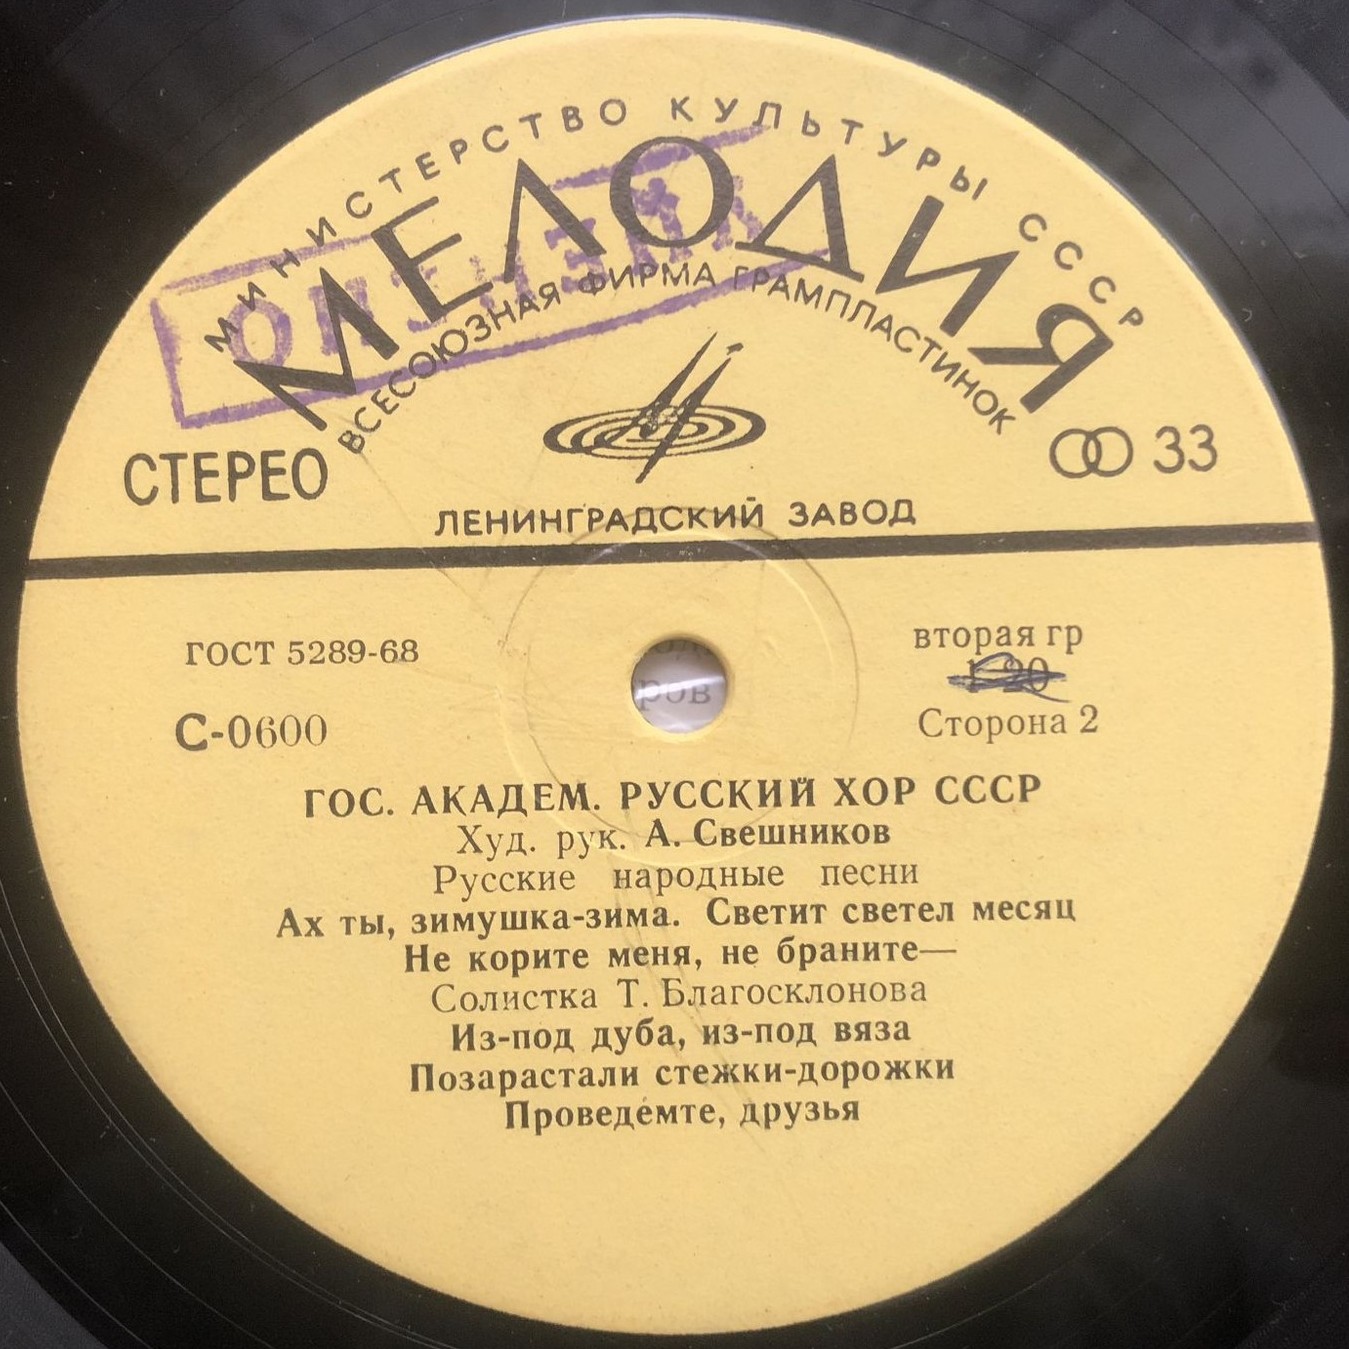 МИНИСТЕРСТВО КУЛЬТУРЫ СССР
МЕЛОДИЯ
ВСЕСОЮЗНАЯ ФИРМА ГРАМПЛАСТИНОК
СТЕРЕО
33
ЛЕНИНГРАДСКИЙ ЗАВОД
ГОСТ 5289-68
вторая гр
С-0600
Сторона 2
ГОС. АКАДЕМ. РУССКИЙ ХОР СССР
Худ. рук. А. Свешников
Русские народные песни
Ах ты, зимушка-зима. Светит светел месяц
Не корите меня, не браните—
Солистка Т. Благосклонова
Из-под дуба, из-под вяза
Позарастали стежки-дорожки
Проведе́мте, друзья